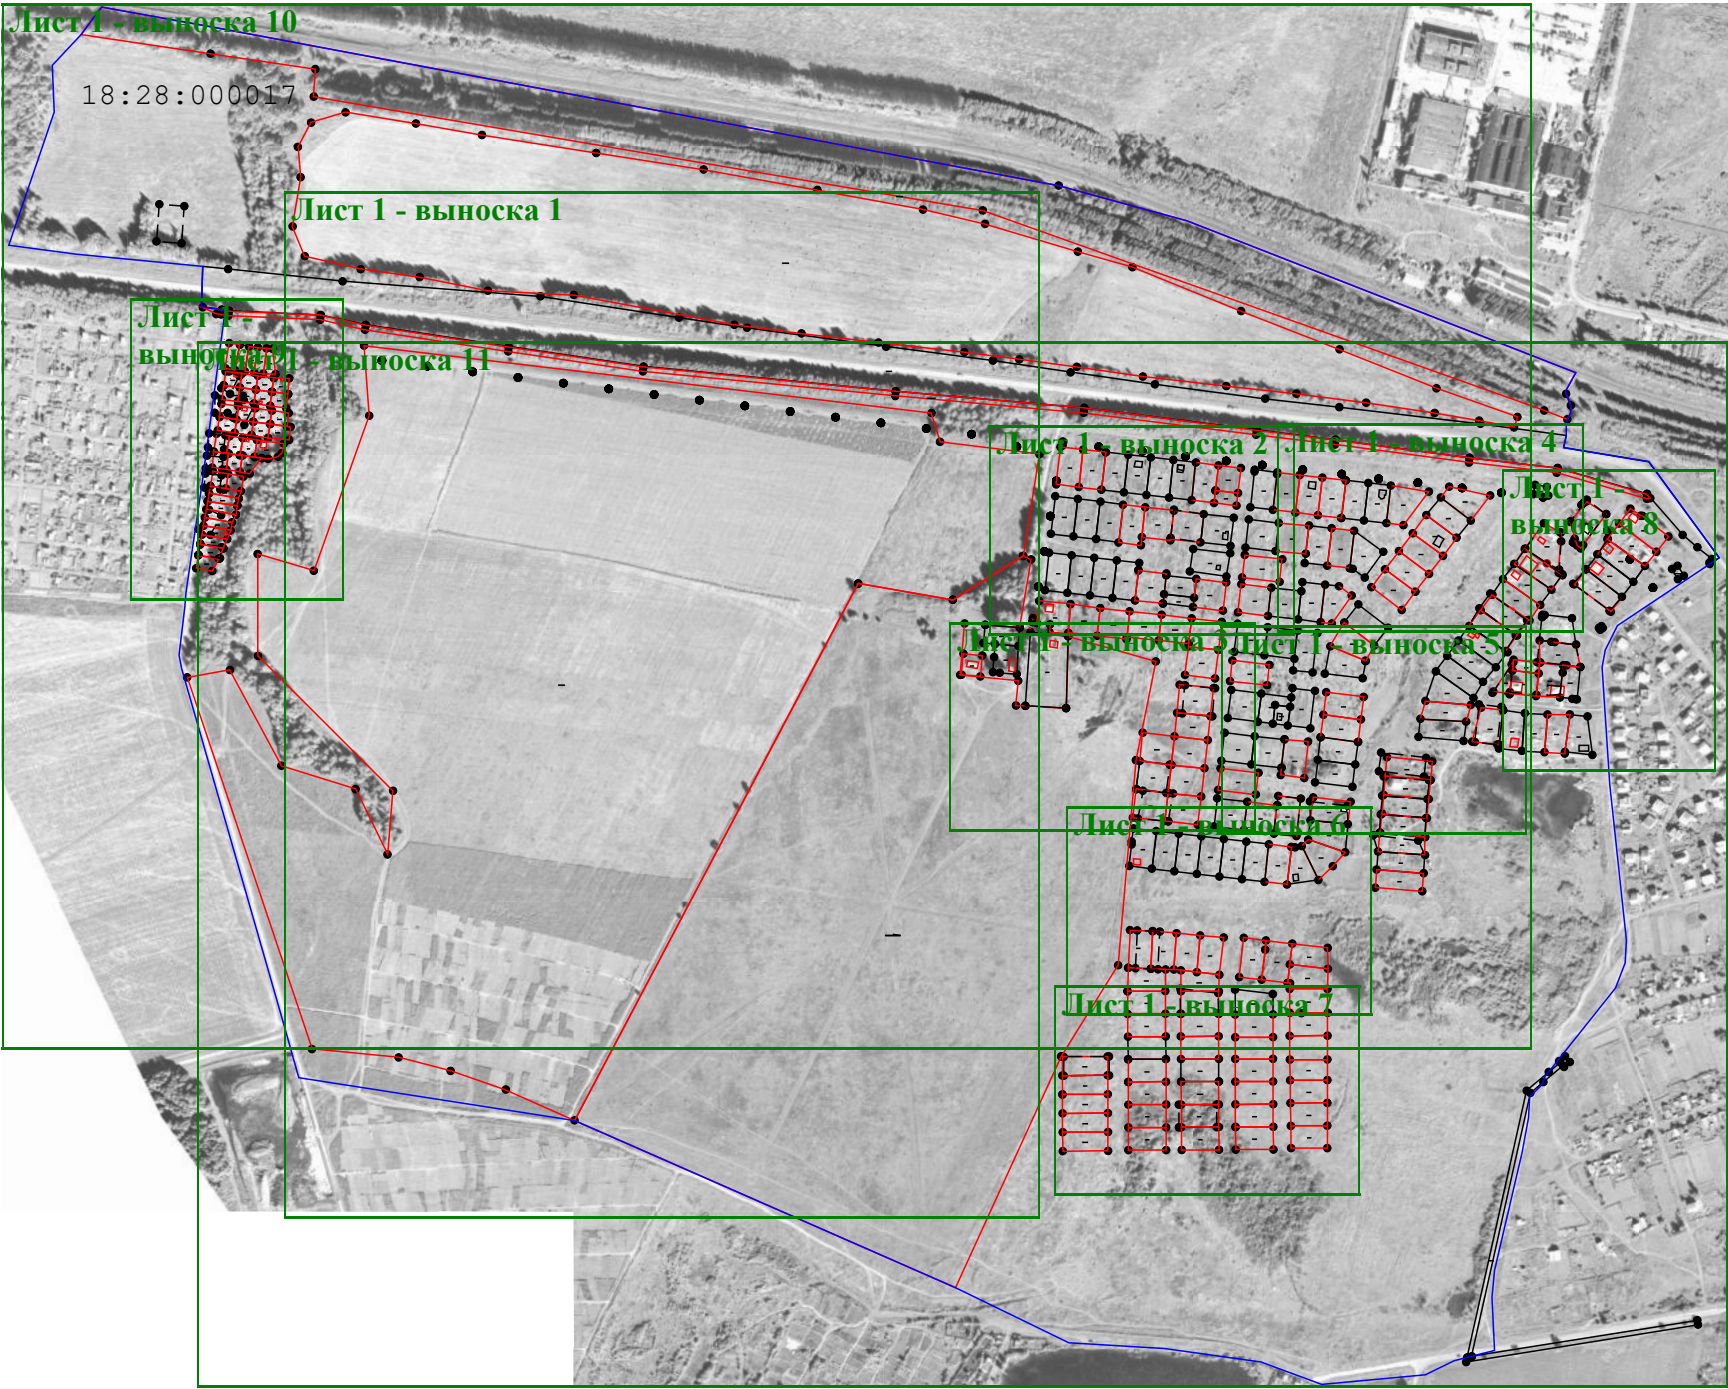 Лист 1 - выноска 10
18:28:000017
Лист 1 - выноска 1
Лист 1 -
выноска 9
Лист 1 - выноска 11
Лист 1 - выноска 2
Лист 1 - выноска 4
Лист 1 -
выноска 8
Лист 1 - выноска 3
Лист 1 - выноска 5
Лист 1 - выноска 6
Лист 1 - выноска 7